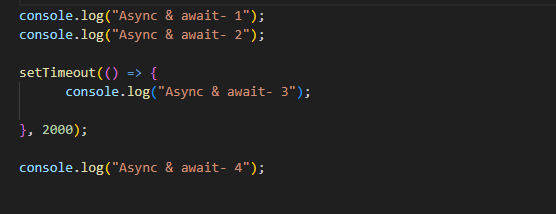 console.log("Async & await- 1");
console.log("Async & await- 2");
setTimeout(() => {
console.log("Async & await- 3");
}, 2000);
console.log("Async & await- 4");